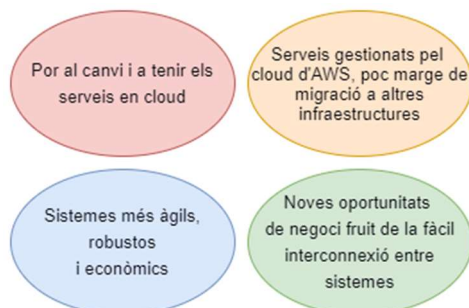 Por al canvi i a tenir els
serveis en cloud
Serveis gestionats pel
cloud d'AWS, poc marge de
migració a altres
infraestructures
Sistemes més àgils,
robustos
i econòmics
Noves oportunitats
de negoci fruit de la fàcil
interconnexió entre
sistemes